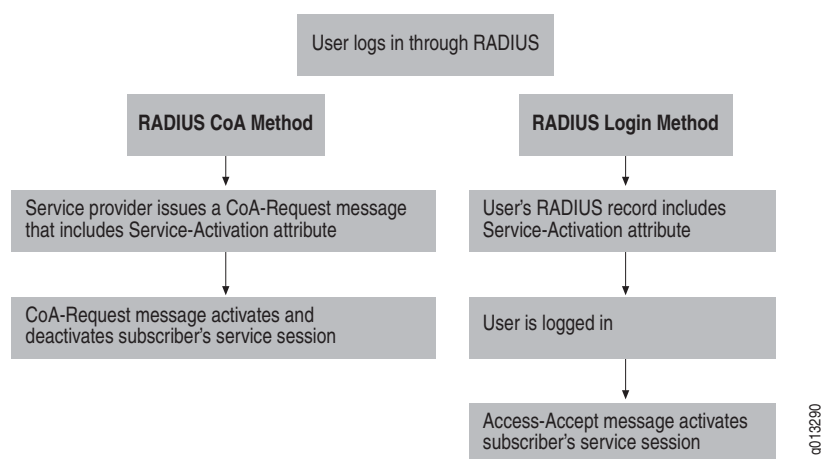 User logs in through RADIUS
RADIUS CoA Method
Service provider issues a CoA-Request message
that includes Service-Activation attribute
CoA-Request message activates and
deactivates subscriber's service session
RADIUS Login Method
User's RADIUS record includes
Service-Activation attribute
User is logged in
Access-Accept message activates
subscriber's service session
g013290